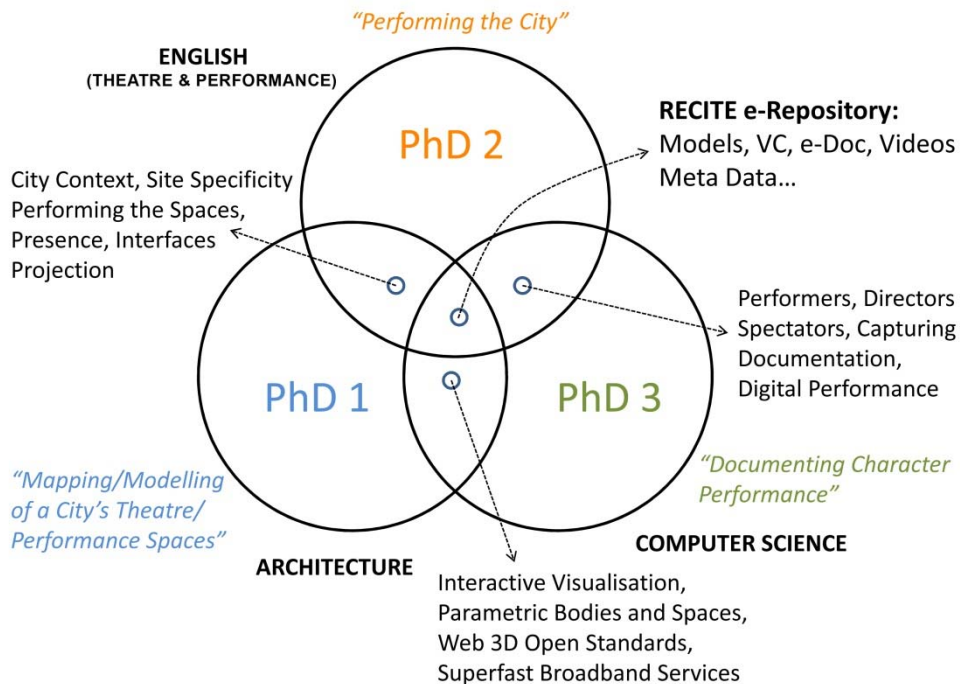 “Performing the City”
ENGLISH
(THEATRE & PERFORMANCE)
PhD 2
RECITE e-Repository:
Models, VC, e-Doc, Videos
Meta Data…
City Context, Site Specificity
Performing the Spaces,
Presence, Interfaces
Projection
Performers, Directors
Spectators, Capturing
Documentation,
Digital Performance
PhD 1
PhD 3
“Mapping/Modelling
of a City’s Theatre/
Performance Spaces”
“Documenting Character
Performance”
ARCHITECTURE
COMPUTER SCIENCE
Interactive Visualisation,
Parametric Bodies and Spaces,
Web 3D Open Standards,
Superfast Broadband Services